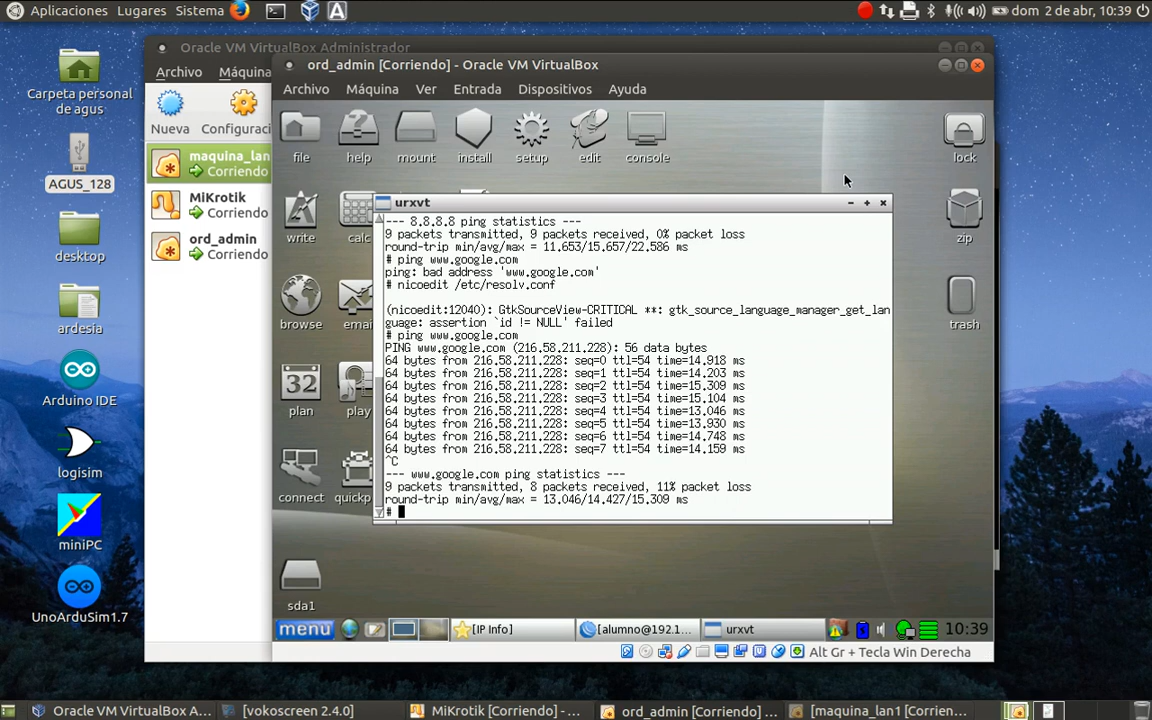 Aplicaciones Lugares Sistema
dom 2 de abr, 10:39
Carpeta personal
de agus
AGUS_128
desktop
ardesia
Arduino IDE
logisim
miniPC
UnoArduSim1.7
Oracle VM VirtualBox Administrador
Archivo Máquina
Nueva Configuraci
maquina_lan
Corriendo
MiKrotik
Corriendo
ord_admin
Corriendo
ord_admin [Corriendo] - Oracle VM VirtualBox
Archivo Máquina Ver Entrada Dispositivos Ayuda
file help mount install setup edit console lock
write calc zip
browse emai trash
32
plan play
connect quickp
sda1
urxvt
--- 8.8.8.8 ping statistics ---
9 packets transmitted, 9 packets received, 0% packet loss
round-trip min/avg/max = 11.653/15.657/22.586 ms
# ping www.google.com
ping: bad address 'www.google.com'
# nicoedit /etc/resolv.conf
(nicoedit:12040): GtkSourceView-CRITICAL **: gtk_source_language_manager_get_lan
guage: assertion `id != NULL' failed
# ping www.google.com
PING www.google.com (216.58.211.228): 56 data bytes
64 bytes from 216.58.211.228: seq=0 ttl=54 time=14.918 ms
64 bytes from 216.58.211.228: seq=1 ttl=54 time=14.203 ms
64 bytes from 216.58.211.228: seq=2 ttl=54 time=15.309 ms
64 bytes from 216.58.211.228: seq=3 ttl=54 time=15.104 ms
64 bytes from 216.58.211.228: seq=4 ttl=54 time=13.046 ms
64 bytes from 216.58.211.228: seq=5 ttl=54 time=13.930 ms
64 bytes from 216.58.211.228: seq=6 ttl=54 time=14.748 ms
64 bytes from 216.58.211.228: seq=7 ttl=54 time=14.159 ms
^C
--- www.google.com ping statistics ---
9 packets transmitted, 8 packets received, 11% packet loss
round-trip min/avg/max = 13.046/14.427/15.309 ms
#
menu [IP Info] [alumno@192.1... urxvt 10:39
Alt Gr + Tecla Win Derecha
Oracle VM VirtualBox A... [vokoscreen 2.4.0] MiKrotik [Corriendo] - ... ord_admin [Corriendo] ... [maquina_lan1 [Corrien...